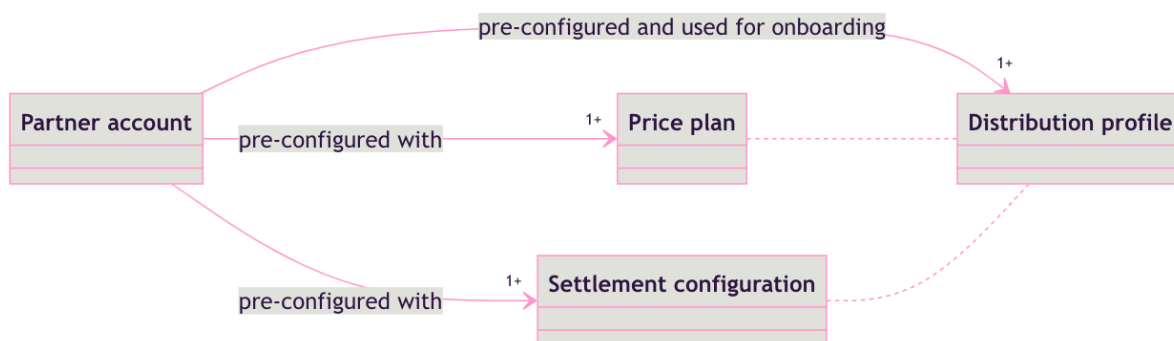 pre-configured and used for onboarding
1+
Partner account
pre-configured with
1+
Price plan
Distribution profile
pre-configured with
1+
Settlement configuration